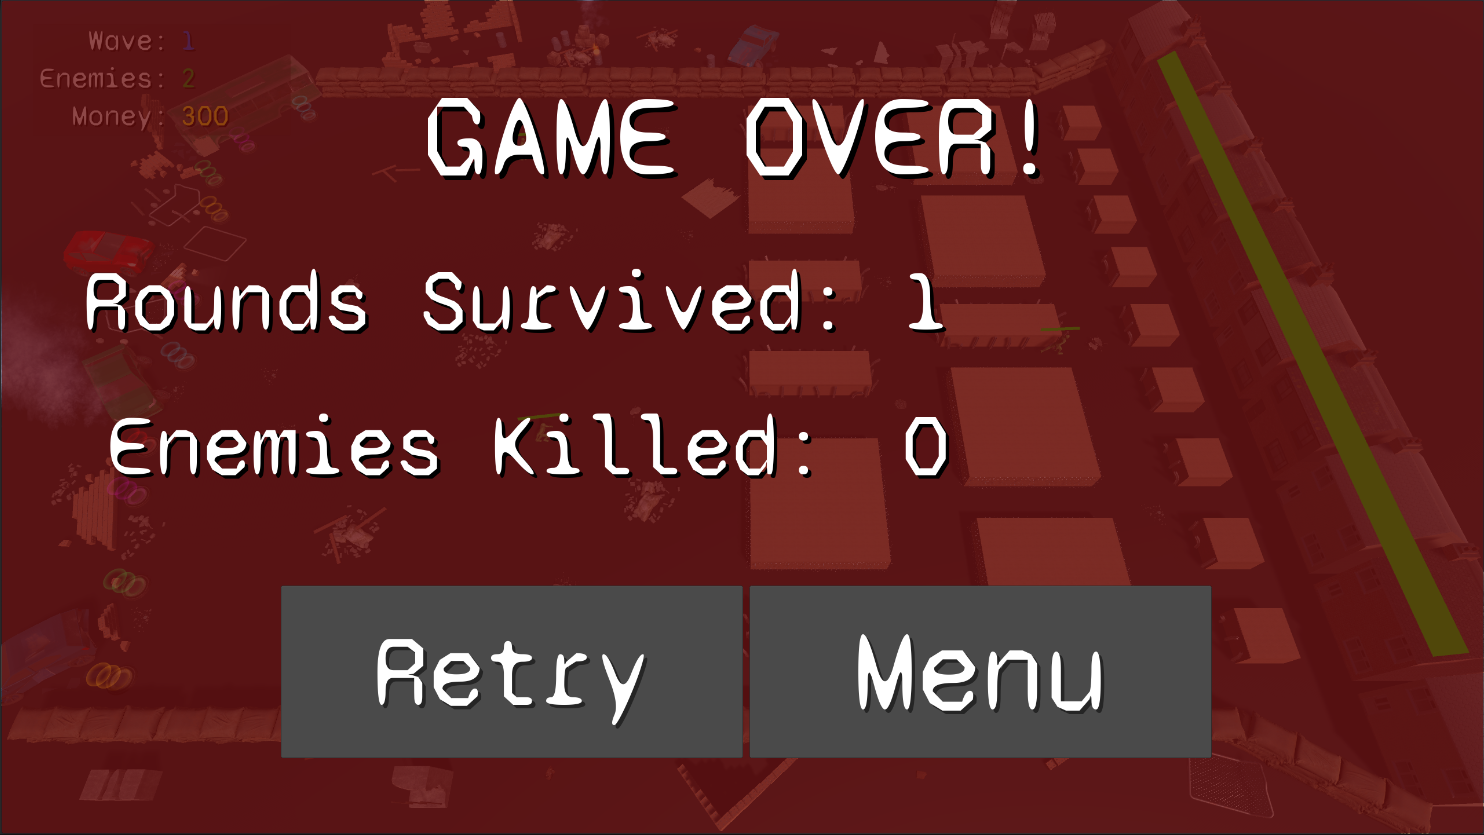 Wave: 1
Enemies: 2
Money: 300
GAME OVER!
Rounds Survived: 1
Enemies Killed: 0
Retry
Menu